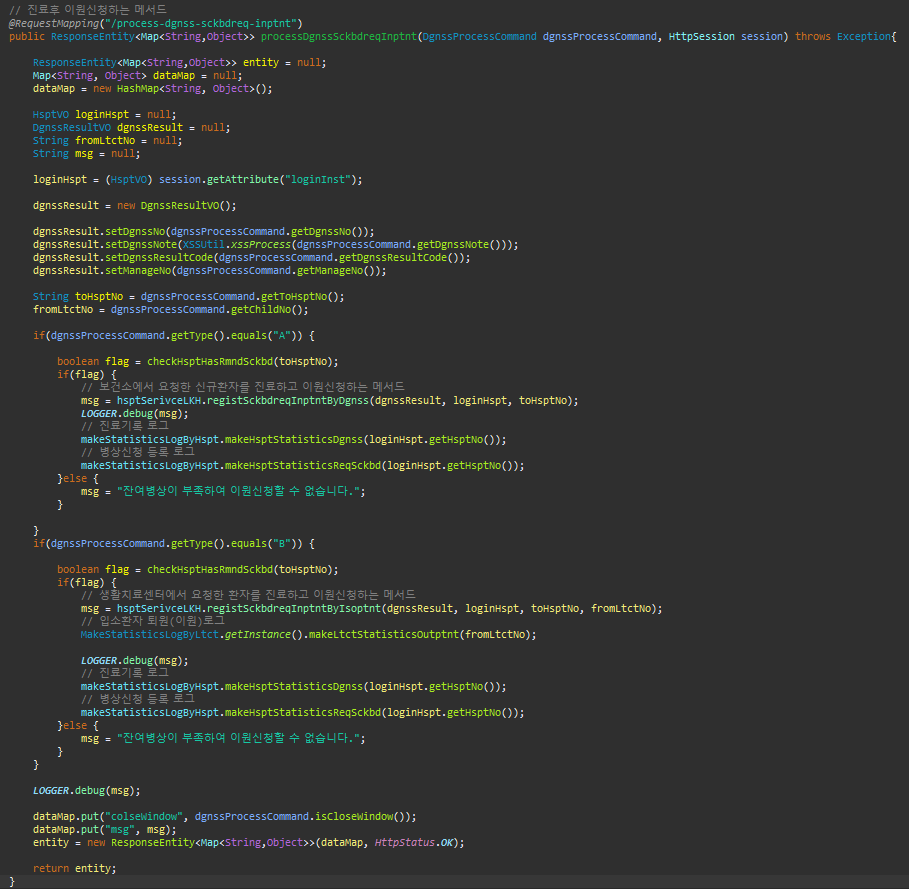 // 진료후 이원신청하는 메서드
@RequestMapping("/process-dgnss-sckbdreq-inptnt")
public ResponseEntity<Map<String,Object>> processDgnssSckbdreqInptnt(DgnssProcessCommand dgnssProcessCommand, HttpSession session) throws Exception{
ResponseEntity<Map<String,Object>> entity = null;
Map<String, Object> dataMap = null;
dataMap = new HashMap<String, Object>();
HsptVO loginHspt = null;
DgnssResultVO dgnssResult = null;
String fromLtctNo = null;
String msg = null;
loginHspt = (HsptVO) session.getAttribute("loginInst");
dgnssResult = new DgnssResultVO();
dgnssResult.setDgnssNo(dgnssProcessCommand.getDgnssNo());
dgnssResult.setDgnssNote(XSSUtil.xssProcess(dgnssProcessCommand.getDgnssNote()));
dgnssResult.setDgnssResultCode(dgnssProcessCommand.getDgnssResultCode());
dgnssResult.setManageNo(dgnssProcessCommand.getManageNo());
String toHsptNo = dgnssProcessCommand.getToHsptNo();
fromLtctNo = dgnssProcessCommand.getChildNo();
if(dgnssProcessCommand.getType().equals("A")) {
boolean flag = checkHsptHasRmndSckbd(toHsptNo);
if(flag) {
// 보건소에서 요청한 신규환자를 진료하고 이원신청하는 메서드
msg = hsptSerivceLKH.registSckbdreqInptntByDgnss(dgnssResult, loginHspt, toHsptNo);
LOGGER.debug(msg);
// 진료기록 로그
makeStatisticsLogByHspt.makeHsptStatisticsDgnss(loginHspt.getHsptNo());
// 병상신청 등록 로그
makeStatisticsLogByHspt.makeHsptStatisticsReqSckbd(loginHspt.getHsptNo());
}else {
msg = "잔여병상이 부족하여 이원신청할 수 없습니다.";
}
}
if(dgnssProcessCommand.getType().equals("B")) {
boolean flag = checkHsptHasRmndSckbd(toHsptNo);
if(flag) {
// 생활치료센터에서 요청한 환자를 진료하고 이원신청하는 메서드
msg = hsptSerivceLKH.registSckbdreqInptntByIsoptnt(dgnssResult, loginHspt, toHsptNo, fromLtctNo);
// 입소환자 퇴원(이원)로그
MakeStatisticsLogByLtct.getInstance().makeLtctStatisticsOutptnt(fromLtctNo);
LOGGER.debug(msg);
// 진료기록 로그
makeStatisticsLogByHspt.makeHsptStatisticsDgnss(loginHspt.getHsptNo());
// 병상신청 등록 로그
makeStatisticsLogByHspt.makeHsptStatisticsReqSckbd(loginHspt.getHsptNo());
}else {
msg = "잔여병상이 부족하여 이원신청할 수 없습니다.";
}
}
LOGGER.debug(msg);
dataMap.put("colseWindow", dgnssProcessCommand.isCloseWindow());
dataMap.put("msg", msg);
entity = new ResponseEntity<Map<String,Object>>(dataMap, HttpStatus.OK);
return entity;
}